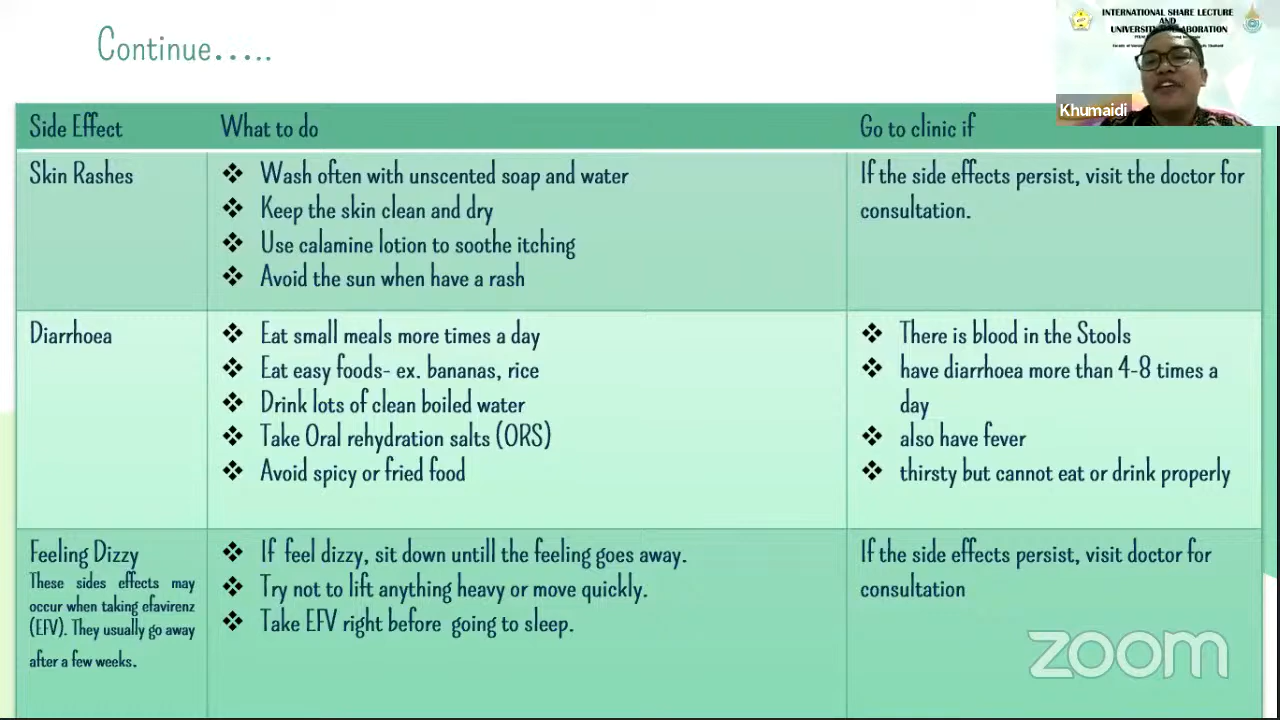 Continue.....
INTERNATIONAL SHARE LECTURE
AND
Khumaidi
Side Effect
What to do
Go to clinic if
Skin Rashes
❖ Wash often with unscented soap and water
❖ Keep the skin clean and dry
❖ Use calamine lotion to soothe itching
❖ Avoid the sun when have a rash
If the side effects persist, visit the doctor for
consultation.
Diarrhoea
❖ Eat small meals more times a day
❖ Eat easy foods- ex. bananas, rice
❖ Drink lots of clean boiled water
❖ Take Oral rehydration salts (ORS)
❖ Avoid spicy or fried food
❖ There is blood in the Stools
❖ have diarrhoea more than 4-8 times a
day
❖ also have fever
❖ thirsty but cannot eat or drink properly
Feeling Dizzy
These sides effects may
occur when taking efavirenz
(EFV). They usually go away
after a few weeks.
❖ If feel dizzy, sit down untill the feeling goes away.
❖ Try not to lift anything heavy or move quickly.
❖ Take EFV right before going to sleep.
If the side effects persist, visit doctor for
consultation
zoom